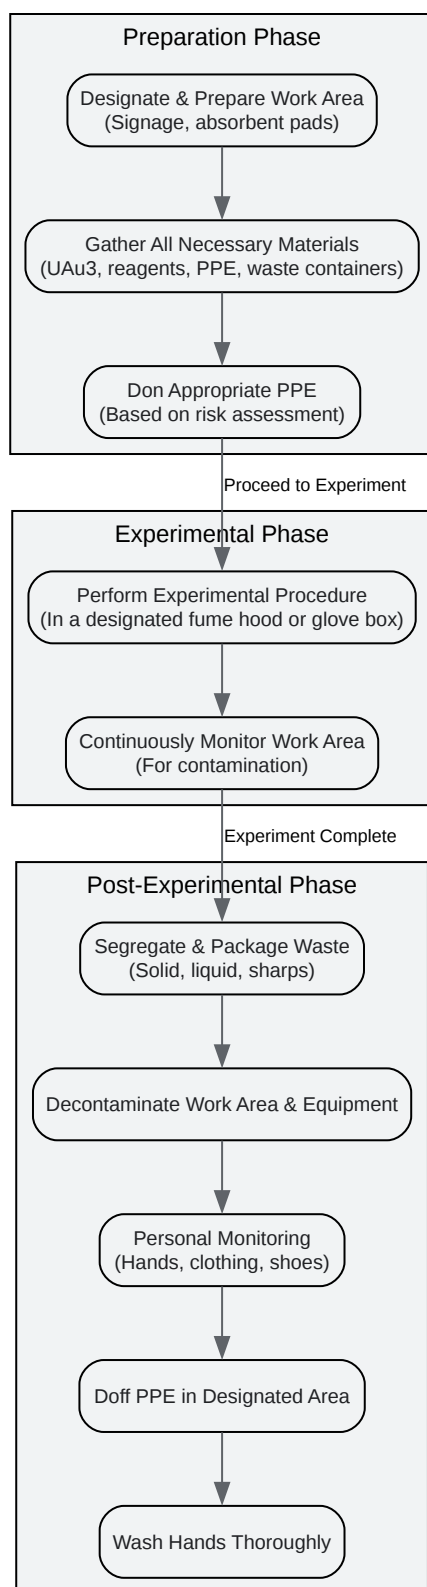 Preparation Phase
Designate & Prepare Work Area
(Signage, absorbent pads)
Gather All Necessary Materials
(UAu3, reagents, PPE, waste containers)
Don Appropriate PPE
(Based on risk assessment)
Proceed to Experiment
Experimental Phase
Perform Experimental Procedure
(In a designated fume hood or glove box)
Continuously Monitor Work Area
(For contamination)
Experiment Complete
Post-Experimental Phase
Segregate & Package Waste
(Solid, liquid, sharps)
Decontaminate Work Area & Equipment
Personal Monitoring
(Hands, clothing, shoes)
Doff PPE in Designated Area
Wash Hands Thoroughly